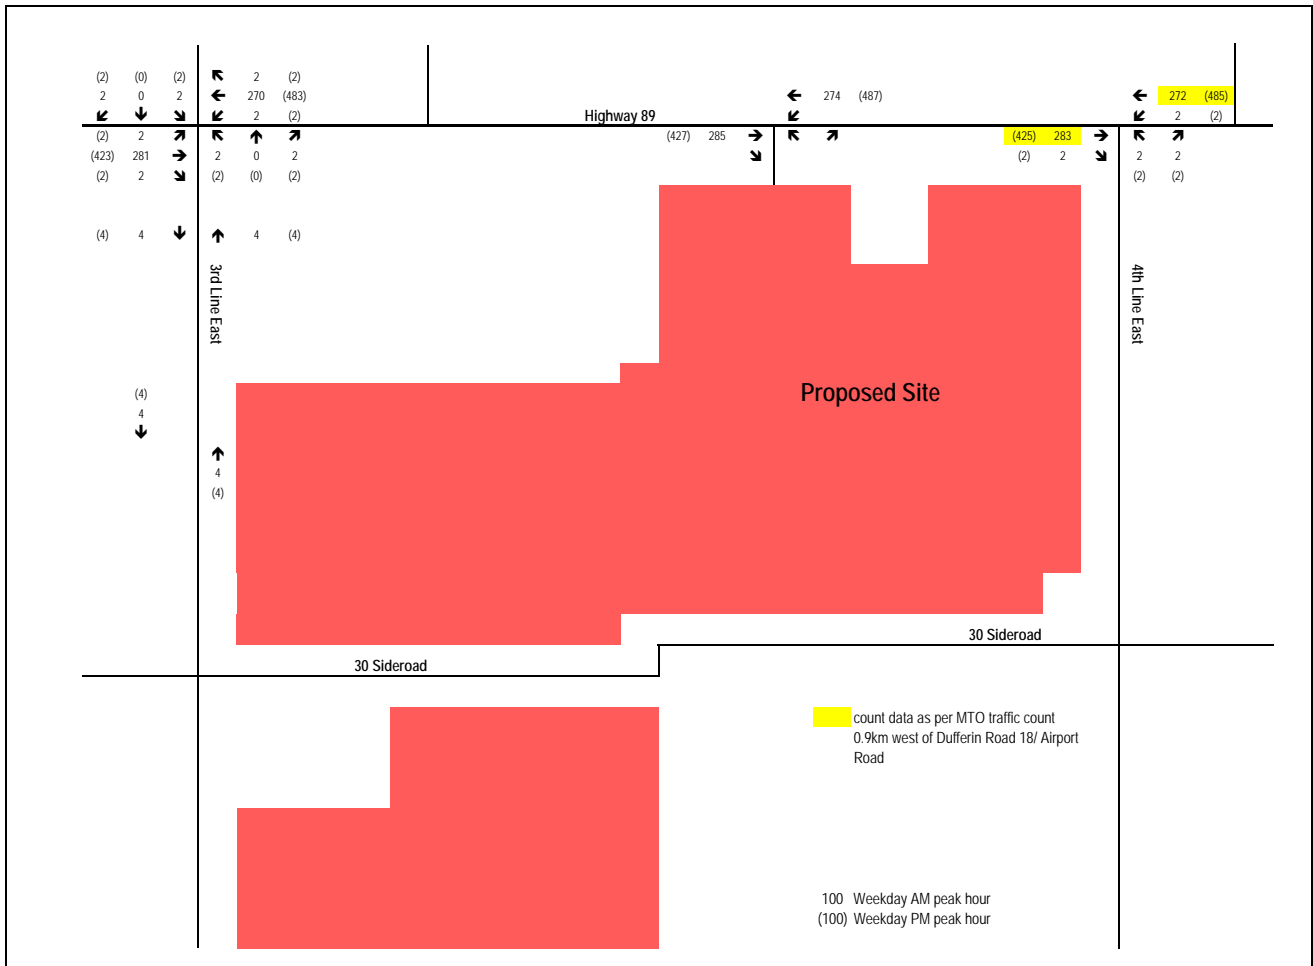 (2) (0) (2) 2 (2)
2 0 2 270 (483) 274 (487) 272 (485)
2 (2) Highway 89 2 (2)
(2) 2 (427) 285 (425) 283
(423) 281 2 0 2 (2) 2 2 2
(2) 2 (2) (0) (2) (2) (2)
(4) 4 4 (4)
3rd Line East
4th Line East
(4)
4
Proposed Site
4
(4)
30 Sideroad
30 Sideroad
count data as per MTO traffic count
0.9km west of Dufferin Road 18/ Airport
Road
100 Weekday AM peak hour
(100) Weekday PM peak hour